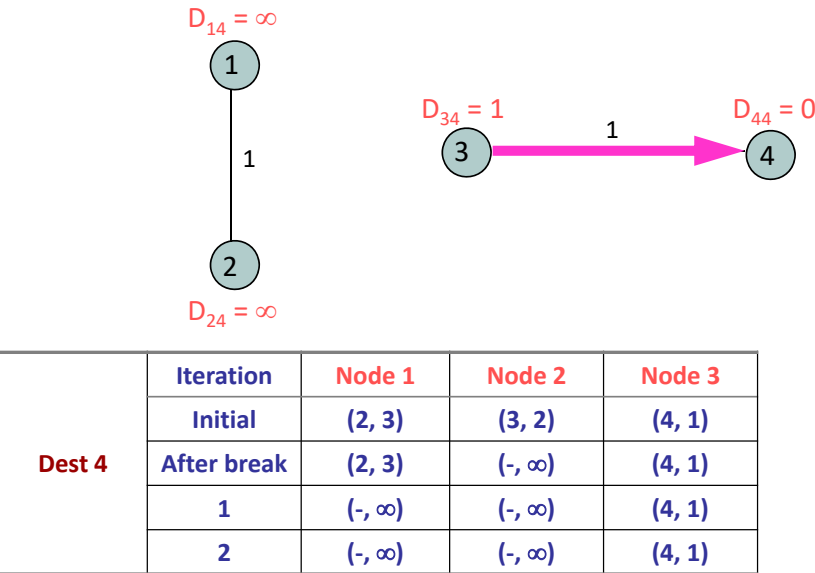 D₁₄ = ∞
1
D₃₄ = 1
1
D₄₄ = 0
3
4
1
2
D₂₄ = ∞
Iteration Node 1 Node 2 Node 3
Initial (2, 3) (3, 2) (4, 1)
Dest 4 After break (2, 3) (-, ∞) (4, 1)
1 (-, ∞) (-, ∞) (4, 1)
2 (-, ∞) (-, ∞) (4, 1)